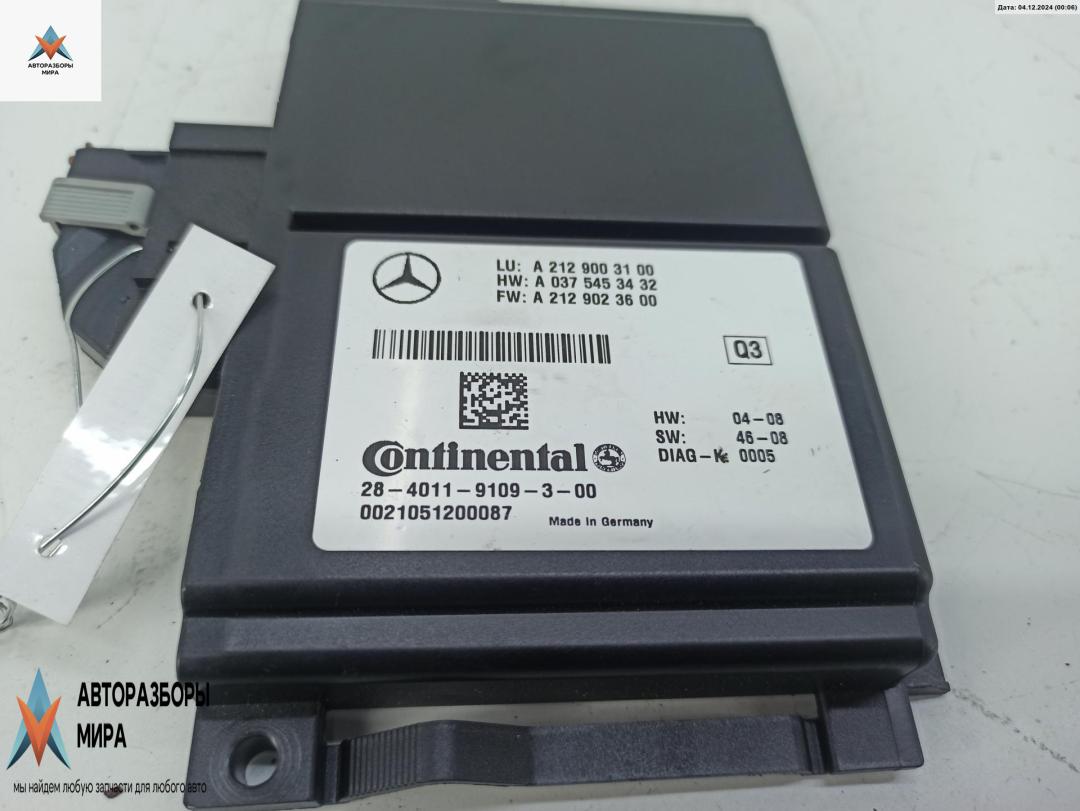 Дата: 04.12.2024 (00:06)
АВТОРАЗБОРЫ
МИРА
LU: A 212 900 31 00
HW: A 037 545 34 32
FW: A 212 902 36 00
Q3
HW: 04-08
SW: 46-08
DIAG-K 0005
Continental
28-4011-9109-3-00
0021051200087
Made in Germany
АВТОРАЗБОРЫ
МИРА
мы найдем любую запчасти для любого авто